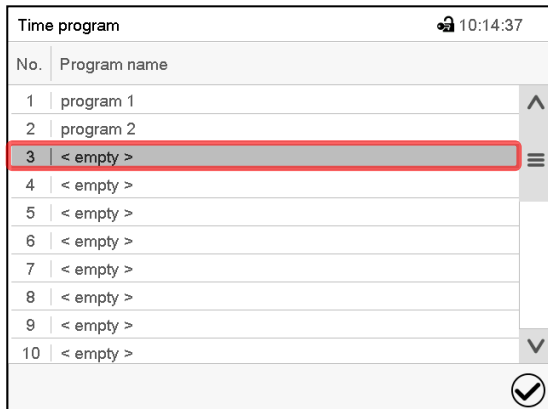 Time program 10:14:37
No. Program name
1 program 1
2 program 2
3 < empty >
4 < empty >
5 < empty >
6 < empty >
7 < empty >
8 < empty >
9 < empty >
10 < empty >